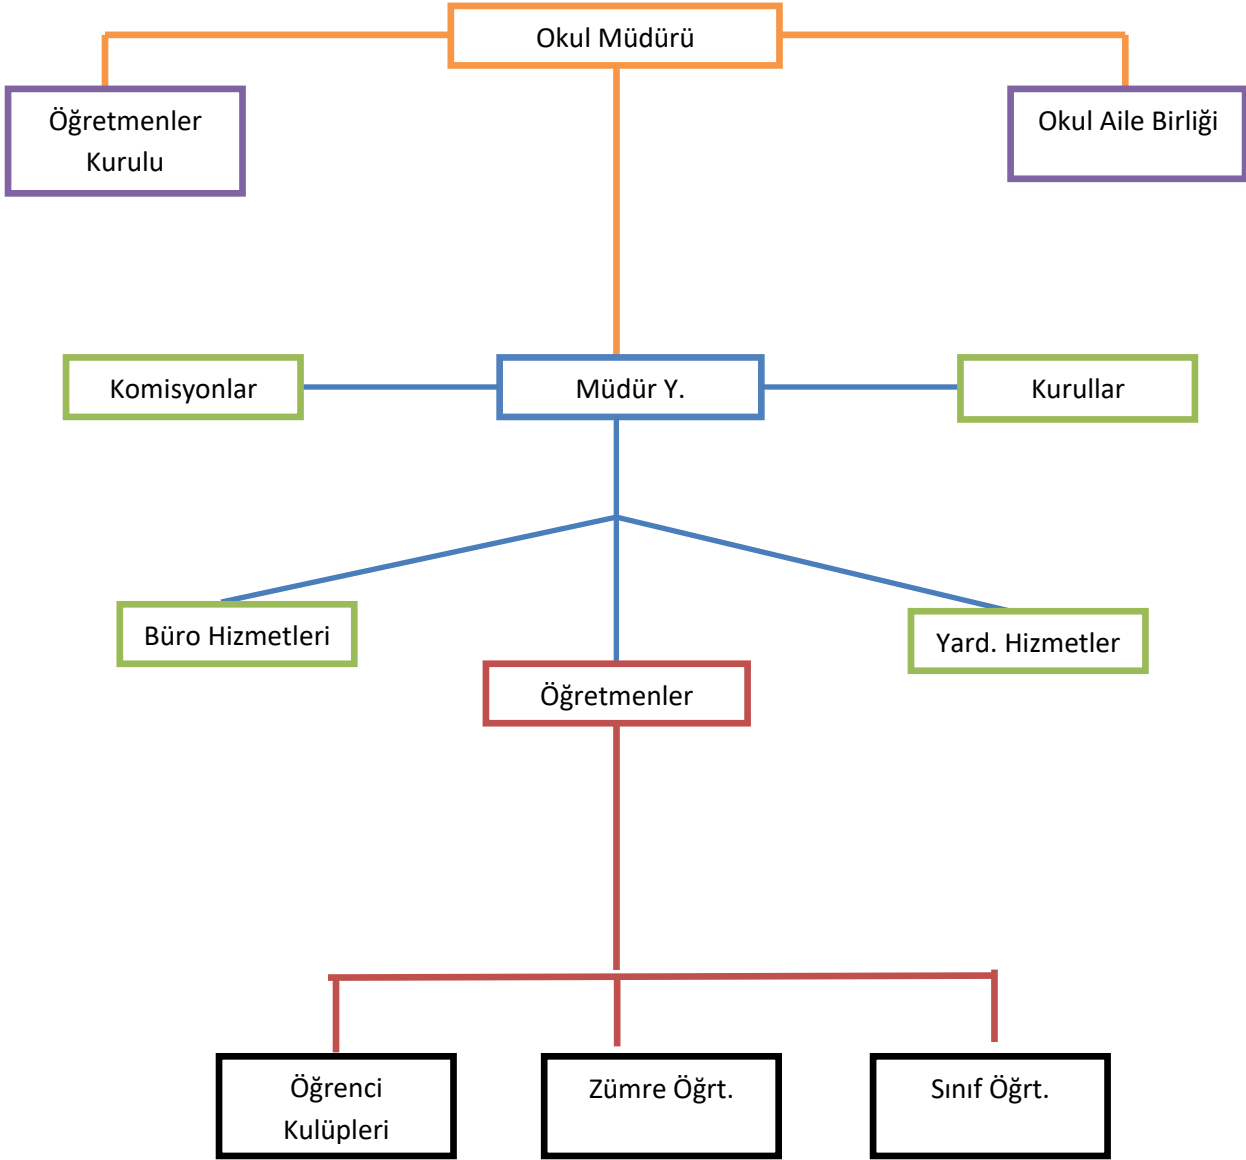 Okul Müdürü
Öğretmenler
Kurulu
Okul Aile Birliği
Komisyonlar
Müdür Y.
Kurullar
Büro Hizmetleri
Yard. Hizmetler
Öğretmenler
Öğrenci
Kulüpleri
Zümre Öğrt.
Sınıf Öğrt.